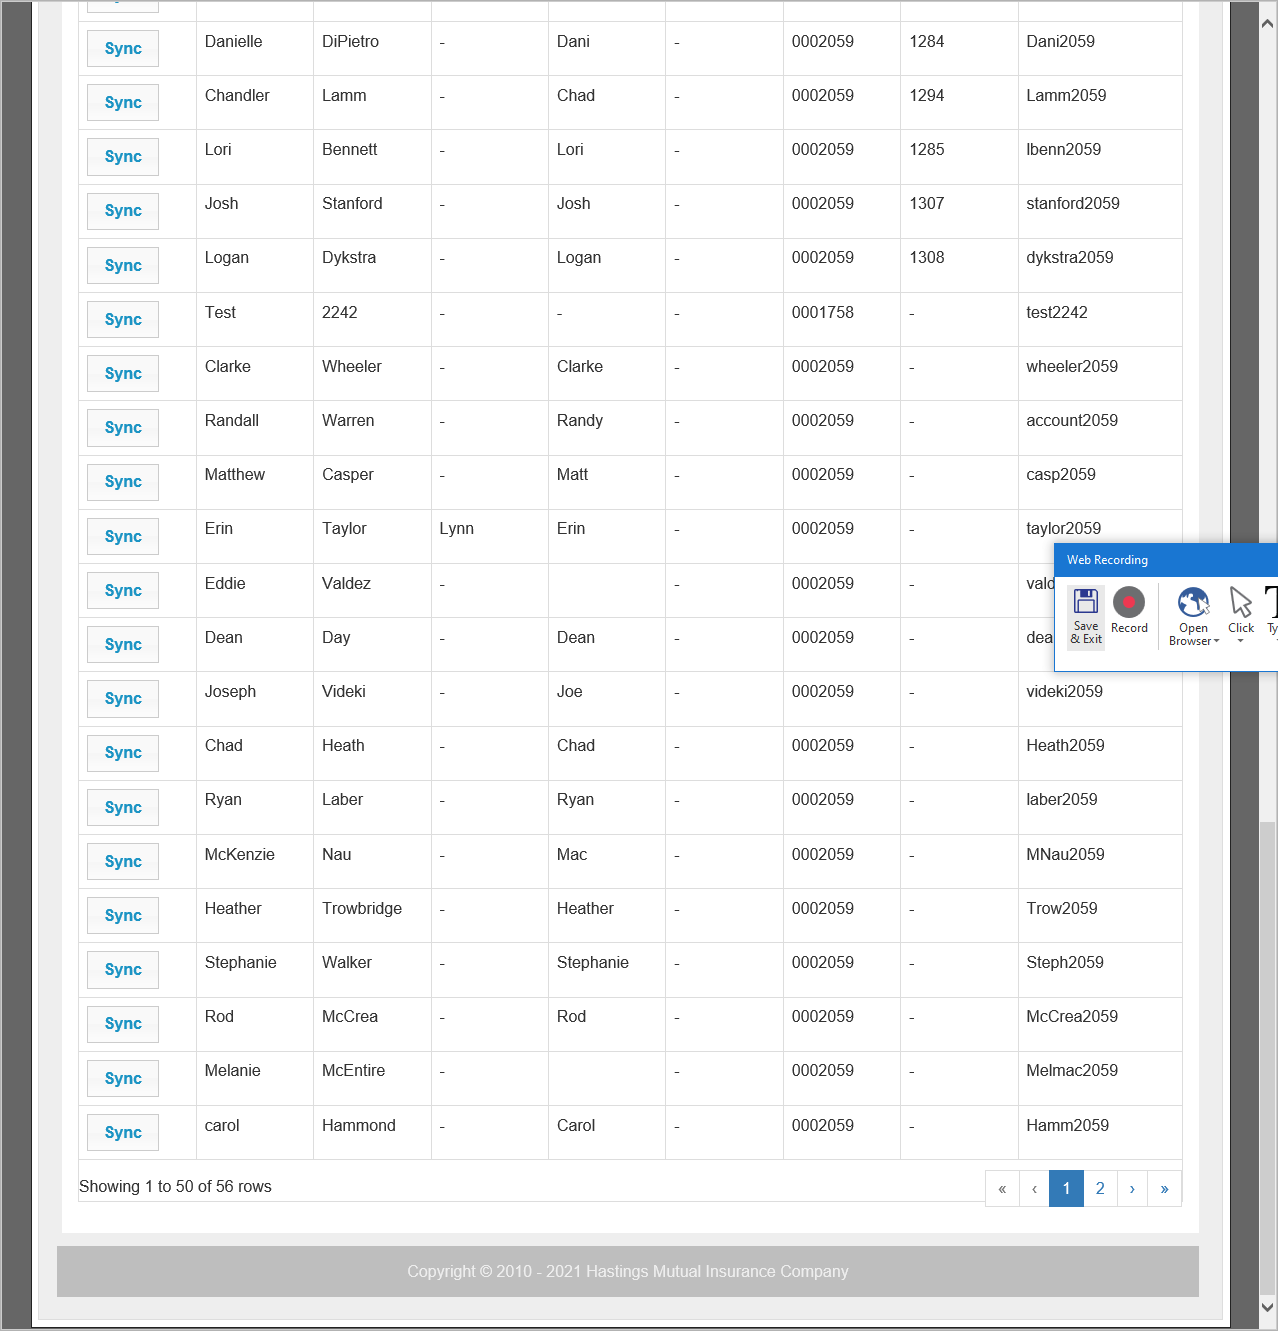 Sync Danielle DiPietro - Dani - 0002059 1284 Dani2059
Sync Chandler Lamm - Chad - 0002059 1294 Lamm2059
Sync Lori Bennett - Lori - 0002059 1285 lbenn2059
Sync Josh Stanford - Josh - 0002059 1307 stanford2059
Sync Logan Dykstra - Logan - 0002059 1308 dykstra2059
Sync Test 2242 - - - 0001758 - test2242
Sync Clarke Wheeler - Clarke - 0002059 - wheeler2059
Sync Randall Warren - Randy - 0002059 - account2059
Sync Matthew Casper - Matt - 0002059 - casp2059
Sync Erin Taylor Lynn Erin - 0002059 - taylor2059
Web Recording
Sync Eddie Valdez - - 0002059 -
Save & Exit Record Open Browser Click
Sync Dean Day - Dean - 0002059 -
Sync Joseph Videki - Joe - 0002059 - videki2059
Sync Chad Heath - Chad - 0002059 - Heath2059
Sync Ryan Laber - Ryan - 0002059 - laber2059
Sync McKenzie Nau - Mac - 0002059 - MNau2059
Sync Heather Trowbridge - Heather - 0002059 - Trow2059
Sync Stephanie Walker - Stephanie - 0002059 - Steph2059
Sync Rod McCrea - Rod - 0002059 - McCrea2059
Sync Melanie McEntire - - 0002059 - Melmac2059
Sync carol Hammond - Carol - 0002059 - Hamm2059
Showing 1 to 50 of 56 rows « ‹ 1 2 › »
Copyright © 2010 - 2021 Hastings Mutual Insurance Company